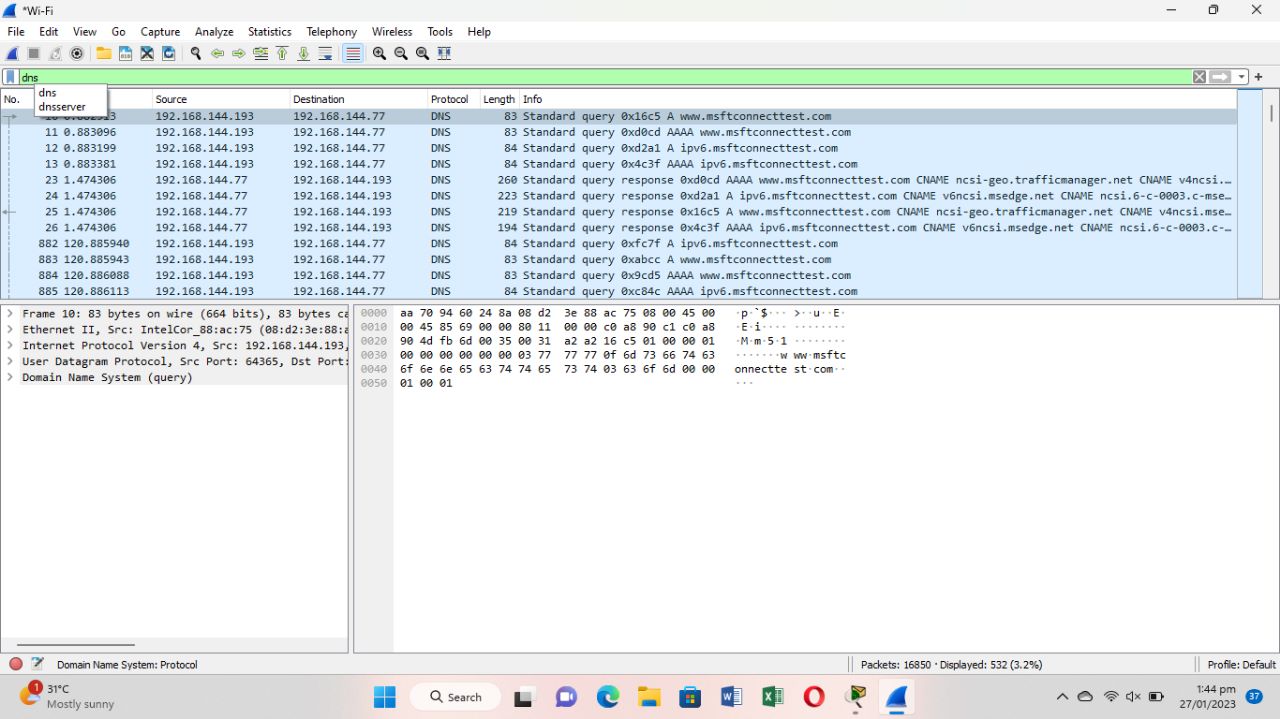 *Wi-Fi
File Edit View Go Capture Analyze Statistics Telephony Wireless Tools Help
dns
dns
dnsserver
No. Source Destination Protocol Length Info
192.168.144.193 192.168.144.77 DNS 83 Standard query 0x16c5 A www.msftconnecttest.com
11 0.883096 192.168.144.193 192.168.144.77 DNS 83 Standard query 0xd0cd AAAA www.msftconnecttest.com
12 0.883199 192.168.144.193 192.168.144.77 DNS 84 Standard query 0xd2a1 A ipv6.msftconnecttest.com
13 0.883381 192.168.144.193 192.168.144.77 DNS 84 Standard query 0x4c3f AAAA ipv6.msftconnecttest.com
23 1.474306 192.168.144.77 192.168.144.193 DNS 260 Standard query response 0xd0cd AAAA www.msftconnecttest.com CNAME ncsi-geo.trafficmanager.net CNAME v4ncsi.…
24 1.474306 192.168.144.77 192.168.144.193 DNS 223 Standard query response 0xd2a1 A ipv6.msftconnecttest.com CNAME v6ncsi.msedge.net CNAME ncsi.6-c-0003.c-mse…
25 1.474306 192.168.144.77 192.168.144.193 DNS 219 Standard query response 0x16c5 A www.msftconnecttest.com CNAME ncsi-geo.trafficmanager.net CNAME v4ncsi.mse…
26 1.474306 192.168.144.77 192.168.144.193 DNS 194 Standard query response 0x4c3f AAAA ipv6.msftconnecttest.com CNAME v6ncsi.msedge.net CNAME ncsi.6-c-0003.c-…
882 120.885940 192.168.144.193 192.168.144.77 DNS 84 Standard query 0xfc7f A ipv6.msftconnecttest.com
883 120.885943 192.168.144.193 192.168.144.77 DNS 83 Standard query 0xabcc A www.msftconnecttest.com
884 120.886088 192.168.144.193 192.168.144.77 DNS 83 Standard query 0x9cd5 AAAA www.msftconnecttest.com
885 120.886113 192.168.144.193 192.168.144.77 DNS 84 Standard query 0xc84c AAAA ipv6.msftconnecttest.com
Frame 10: 83 bytes on wire (664 bits), 83 bytes ca
Ethernet II, Src: IntelCor_88:ac:75 (08:d2:3e:88:a
Internet Protocol Version 4, Src: 192.168.144.193,
User Datagram Protocol, Src Port: 64365, Dst Port:
Domain Name System (query)
0000 aa 70 94 60 24 8a 08 d2 3e 88 ac 75 08 00 45 00 ·p·`$··· >··u··E·
0010 00 45 85 69 00 00 80 11 00 00 c0 a8 90 c1 c0 a8 ·E·i···· ········
0020 90 4d fb 6d 00 35 00 31 a2 a2 16 c5 01 00 00 01 ·M·m·5·1 ········
0030 00 00 00 00 00 00 03 77 77 77 0f 6d 73 66 74 63 ·······w ww·msftc
0040 6f 6e 6e 65 63 74 74 65 73 74 03 63 6f 6d 00 00 onnectte st·com··
0050 01 00 01 ···
Domain Name System: Protocol
Packets: 16850 · Displayed: 532 (3.2%)
Profile: Default
1
31°C
Mostly sunny
Search
1:44 pm
27/01/2023
37